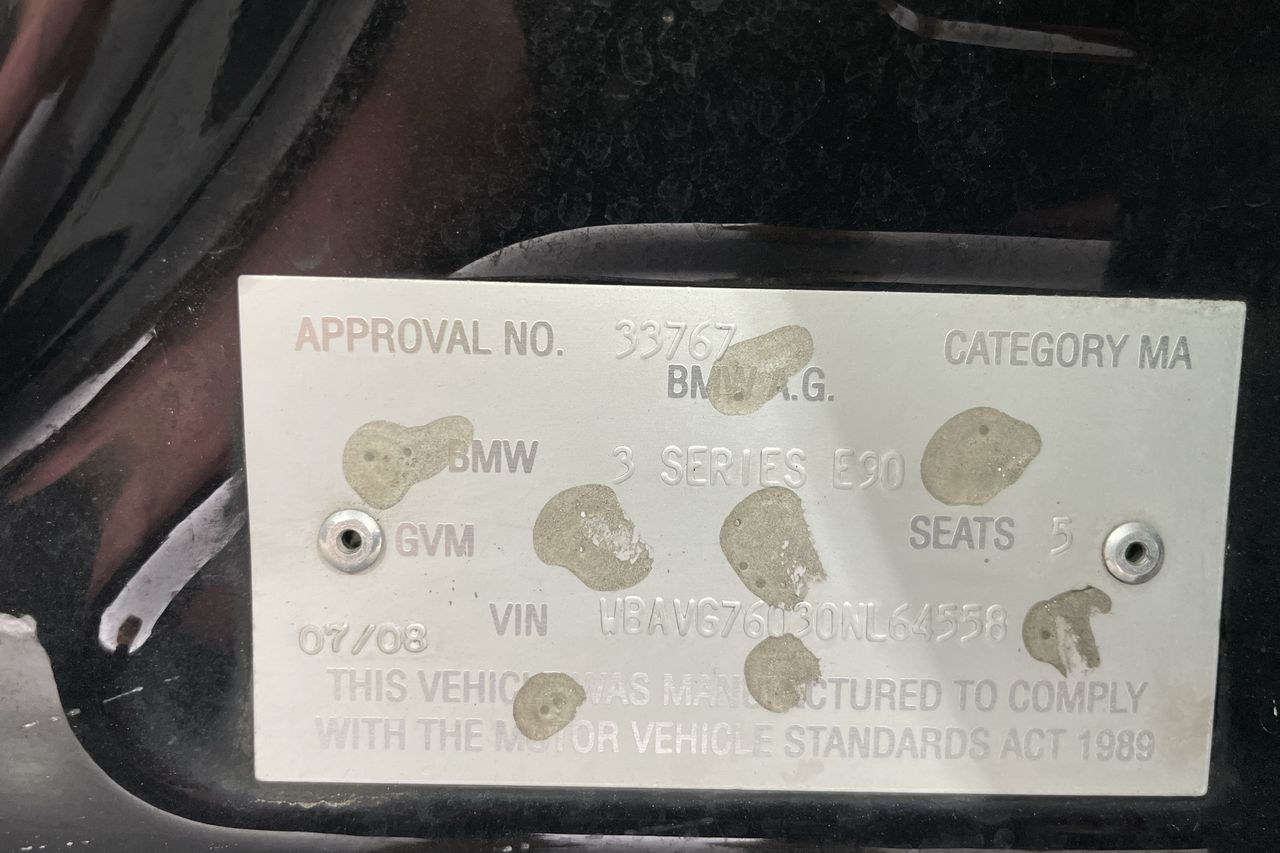 APPROVAL NO. 33767 CATEGORY MA
BMW A.G.
BMW 3 SERIES E90
GVM SEATS 5
07/08 VIN WBAVG76030NL64558
THIS VEHICLE WAS MANUFACTURED TO COMPLY
WITH THE MOTOR VEHICLE STANDARDS ACT 1989